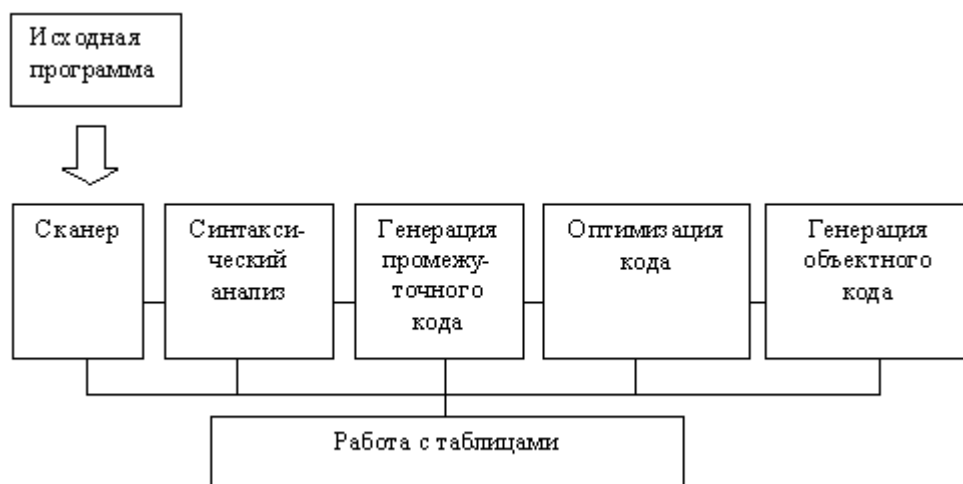 Исходная
программа
Сканер
Синтакси-
ческий
анализ
Генерация
промежу-
точного
кода
Оптимизация
кода
Генерация
объектного
кода
Работа с таблицами